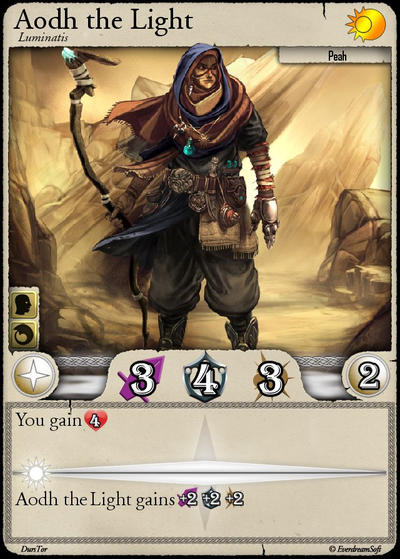 Aodh the Light
Luminatis
Peah
3 4 3 2
You gain 4
Aodh the Light gains +2 +2 +2
DunTor © EverdreamSoft